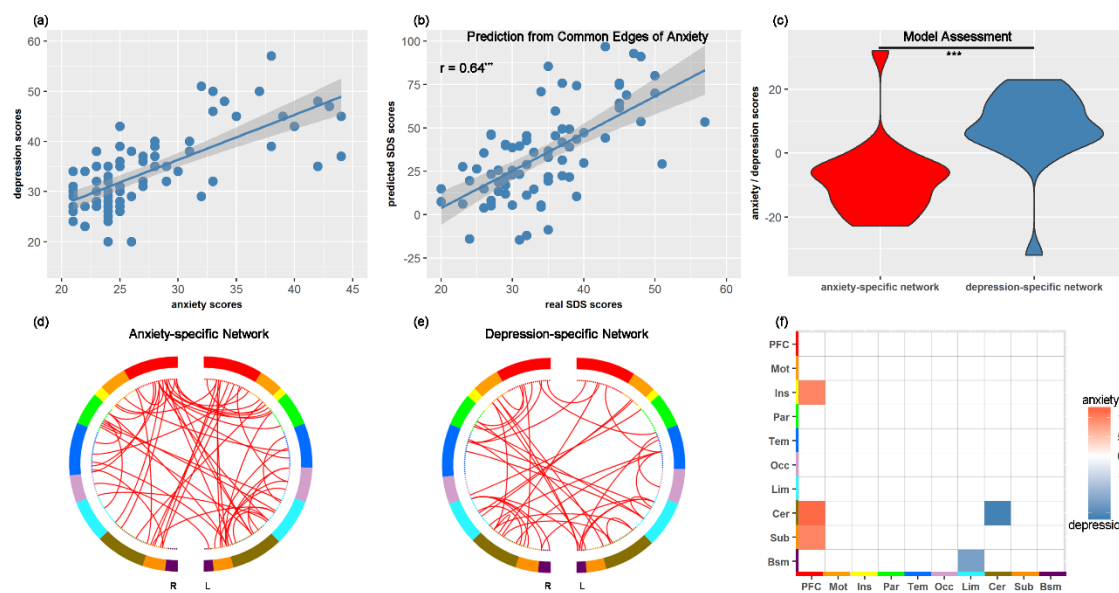 (a)
60
50
40
30
20
depression scores
20
25
30
35
40
45
anxiety scores
(b)
Prediction from Common Edges of Anxiety
r = 0.64***
100
75
50
25
0
-25
predicted SDS scores
20
30
40
50
60
real SDS scores
(c)
Model Assessment
***
20
0
-20
anxiety / depression scores
anxiety-specific network
depression-specific network
(d)
Anxiety-specific Network
R
L
(e)
Depression-specific Network
R
L
(f)
PFC
Mot
Ins
Par
Tem
Occ
Lim
Cer
Sub
Bsm
PFC Mot Ins Par Tem Occ Lim Cer Sub Bsm
anxiety
depressio